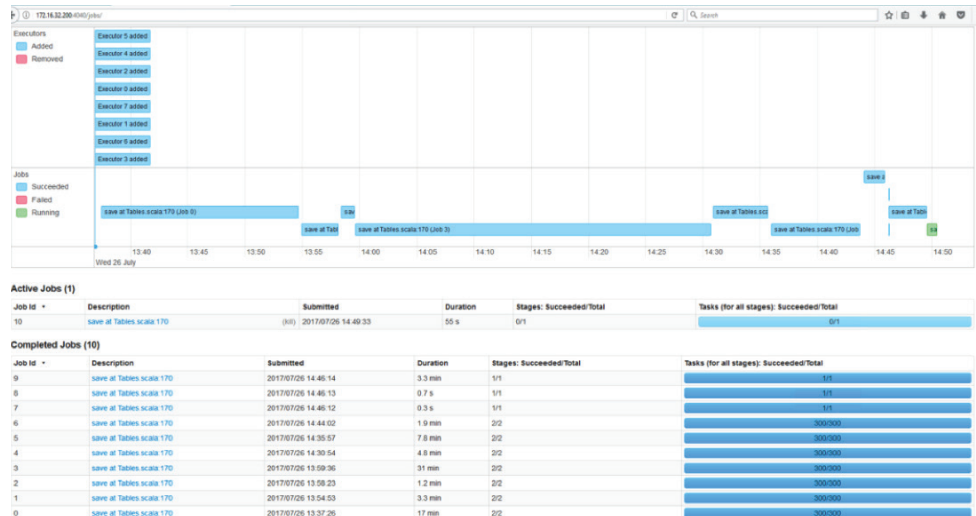 172.16.32.200:4040/jobs/
Search
Executors
Added
Removed
Executor 5 added
Executor 4 added
Executor 2 added
Executor 0 added
Executor 7 added
Executor 1 added
Executor 6 added
Executor 3 added
Jobs
Succeeded
Failed
Running
save a
save at Tables.scala:170 (Job 0)
sav
save at Tables.sca
save at Tabl
save at Tabl
save at Tables.scala:170 (Job 3)
save at Tables.scala:170 (Job
sa
13:40 13:45 13:50 13:55 14:00 14:05 14:10 14:15 14:20 14:25 14:30 14:35 14:40 14:45 14:50
Wed 26 July
Active Jobs (1)
Job Id Description Submitted Duration Stages: Succeeded/Total Tasks (for all stages): Succeeded/Total
10 save at Tables.scala:170 (kill) 2017/07/26 14:49:33 55 s 0/1 0/1
Completed Jobs (10)
Job Id Description Submitted Duration Stages: Succeeded/Total Tasks (for all stages): Succeeded/Total
9 save at Tables.scala:170 2017/07/26 14:46:14 3.3 min 1/1 1/1
8 save at Tables.scala:170 2017/07/26 14:46:13 0.7 s 1/1 1/1
7 save at Tables.scala:170 2017/07/26 14:46:12 0.3 s 1/1 1/1
6 save at Tables.scala:170 2017/07/26 14:44:02 1.9 min 2/2 300/300
5 save at Tables.scala:170 2017/07/26 14:35:57 7.8 min 2/2 300/300
4 save at Tables.scala:170 2017/07/26 14:30:54 4.8 min 2/2 300/300
3 save at Tables.scala:170 2017/07/26 13:59:36 31 min 2/2 300/300
2 save at Tables.scala:170 2017/07/26 13:58:23 1.2 min 2/2 300/300
1 save at Tables.scala:170 2017/07/26 13:54:53 3.3 min 2/2 300/300
0 save at Tables.scala:170 2017/07/26 13:37:26 17 min 2/2 300/300